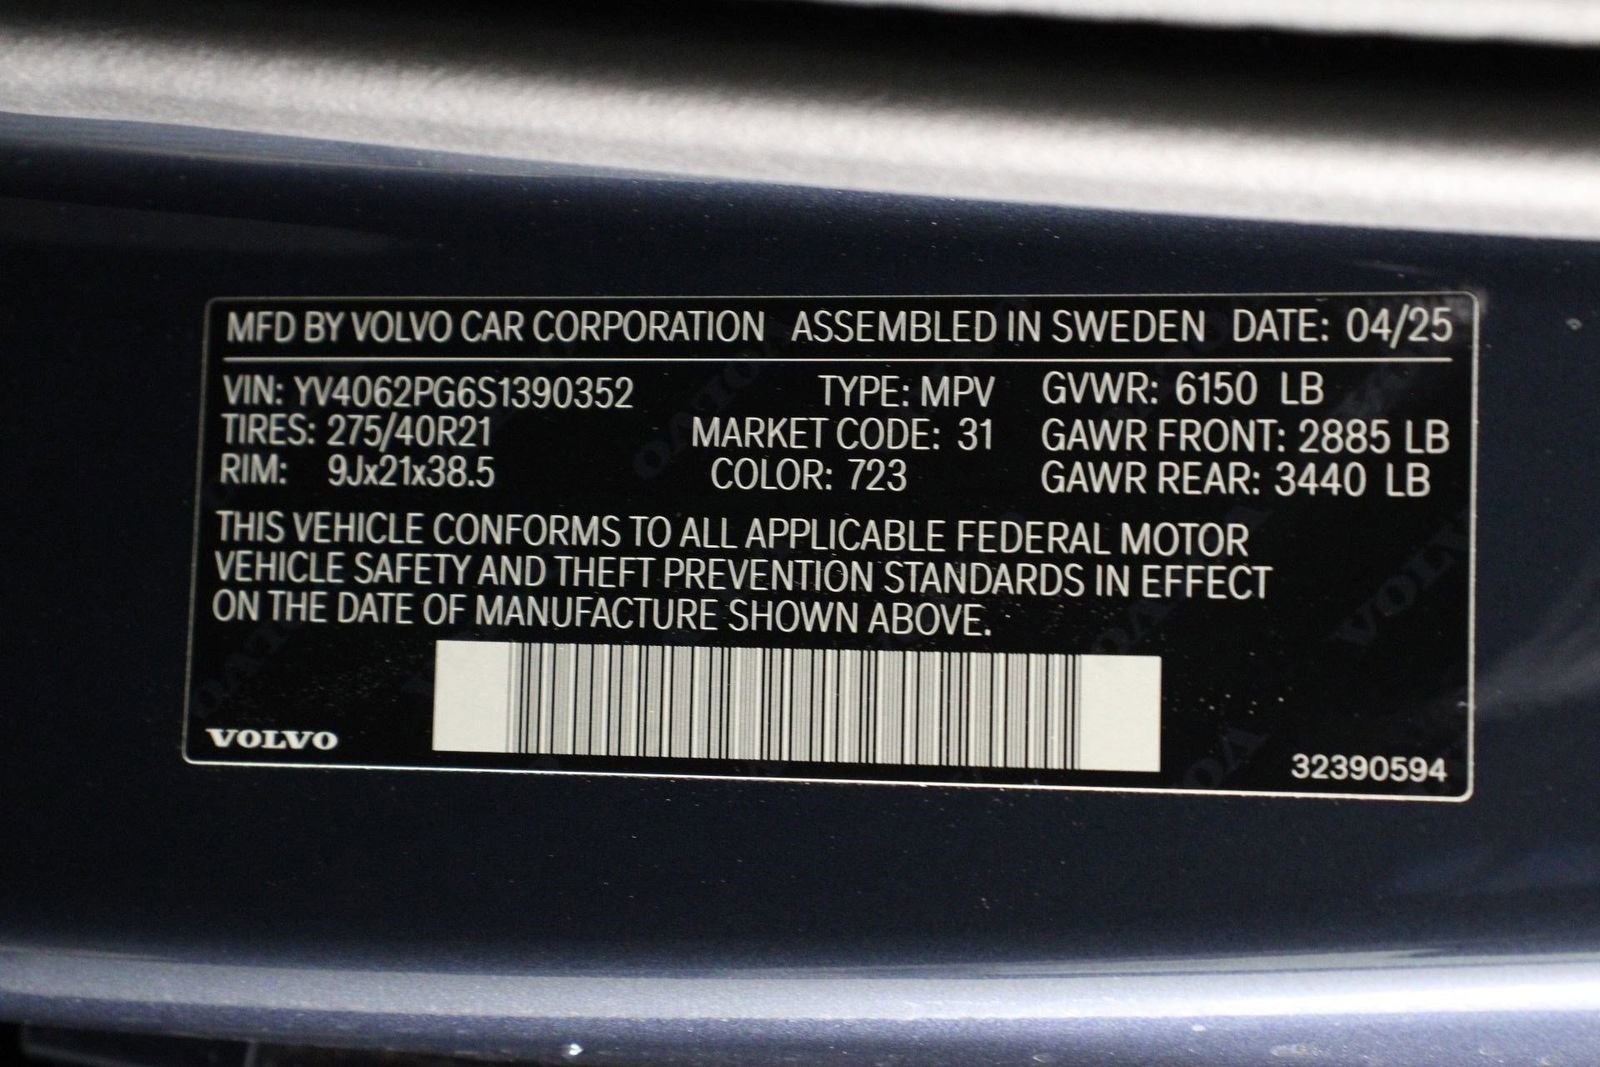 MFD BY VOLVO CAR CORPORATION ASSEMBLED IN SWEDEN DATE: 04/25
VIN: YV4062PG6S1390352 TYPE: MPV GVWR: 6150 LB
TIRES: 275/40R21 MARKET CODE: 31 GAWR FRONT: 2885 LB
RIM: 9Jx21x38.5 COLOR: 723 GAWR REAR: 3440 LB
THIS VEHICLE CONFORMS TO ALL APPLICABLE FEDERAL MOTOR
VEHICLE SAFETY AND THEFT PREVENTION STANDARDS IN EFFECT
ON THE DATE OF MANUFACTURE SHOWN ABOVE.
VOLVO 32390594